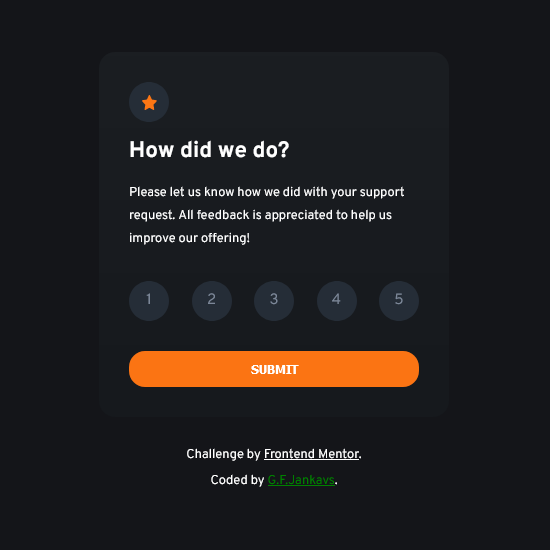 How did we do?
Please let us know how we did with your support
request. All feedback is appreciated to help us
improve our offering!
1 2 3 4 5
SUBMIT
Challenge by Frontend Mentor.
Coded by G.F.Jankavs.